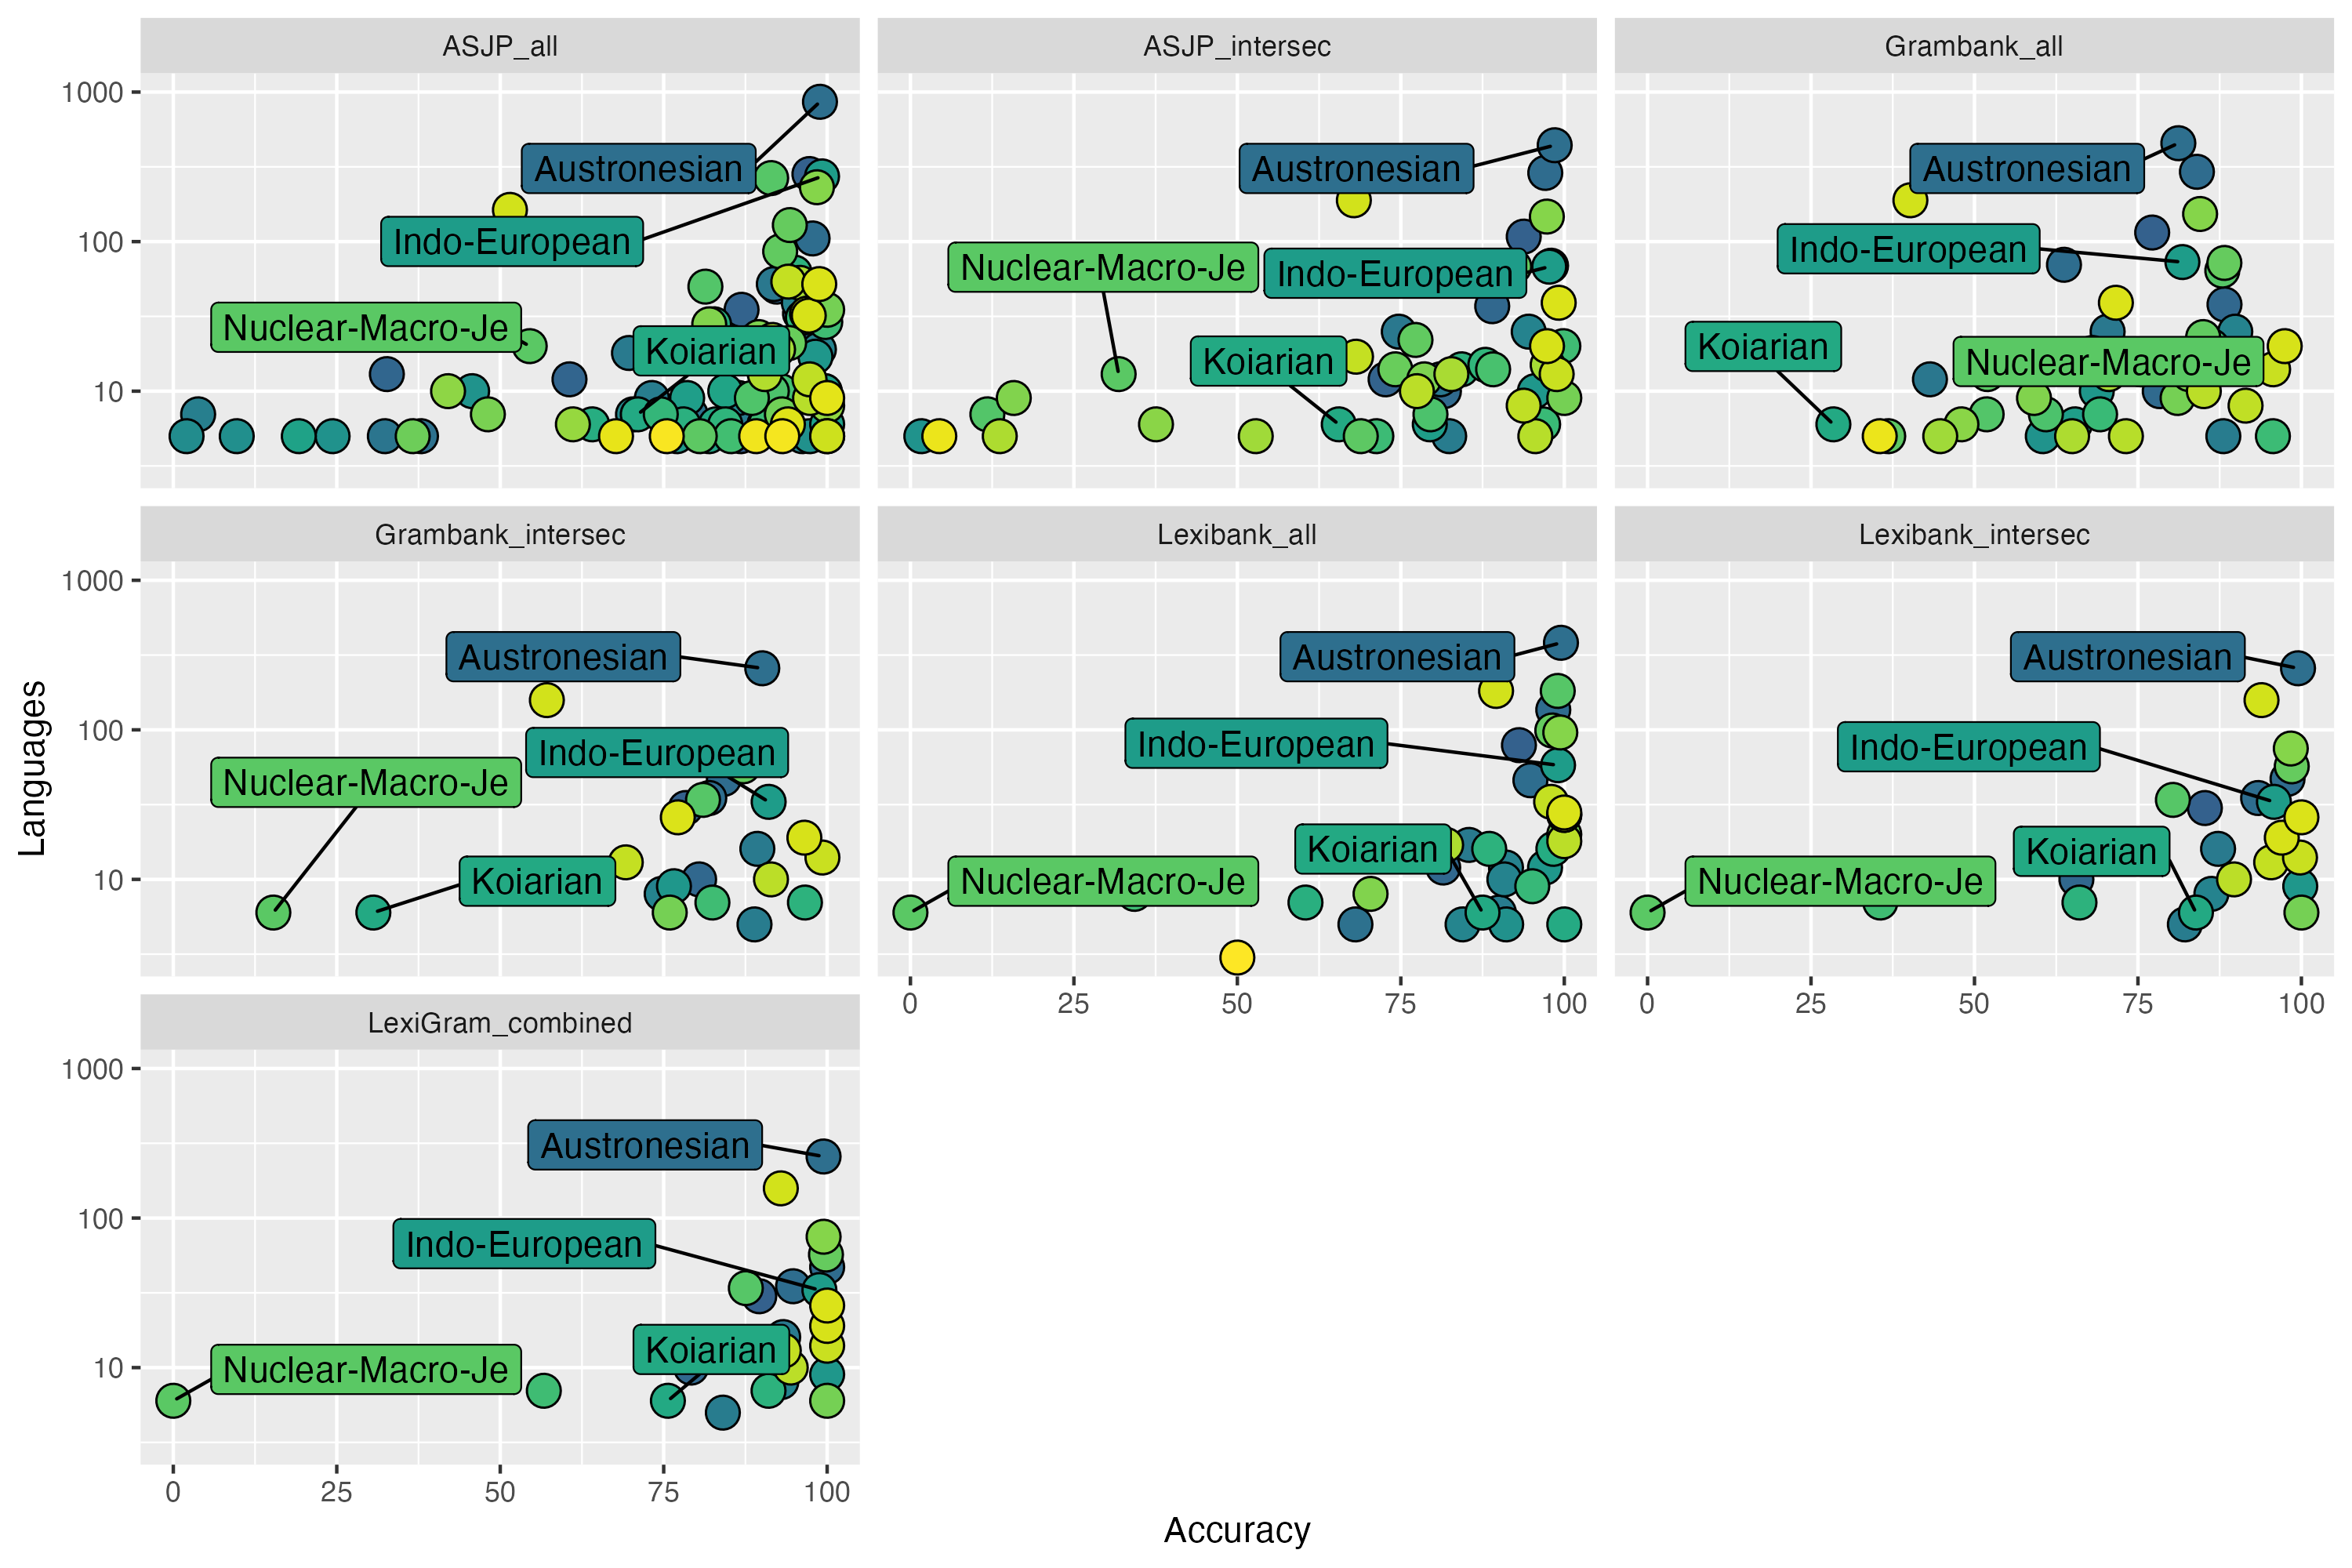 ASJP_all
ASJP_intersec
Grambank_all
1000
100
10
Austronesian
Indo-European
Nuclear-Macro-Je
Koiarian
Austronesian
Nuclear-Macro-Je
Indo-European
Koiarian
Austronesian
Indo-European
Koiarian
Nuclear-Macro-Je
Grambank_intersec
Lexibank_all
Lexibank_intersec
Languages
1000
100
10
Austronesian
Indo-European
Nuclear-Macro-Je
Koiarian
Austronesian
Indo-European
Koiarian
Nuclear-Macro-Je
Austronesian
Indo-European
Koiarian
Nuclear-Macro-Je
0 25 50 75 100
0 25 50 75 100
LexiGram_combined
1000
100
10
Austronesian
Indo-European
Koiarian
Nuclear-Macro-Je
0 25 50 75 100
Accuracy